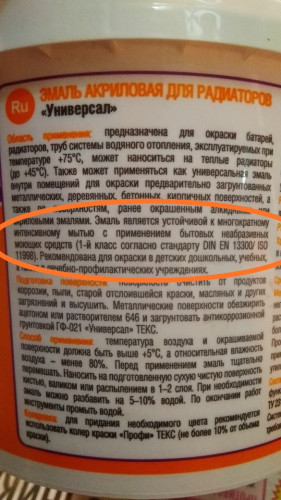 Ru
ЭМАЛЬ АКРИЛОВАЯ ДЛЯ РАДИАТОРОВ
«Универсал»
Область применения: предназначена для окраски батарей,
радиаторов, труб системы водяного отопления, эксплуатируемых при
температуре +75°С, может наноситься на теплые радиаторы
(до +45°С). Также может применяться как универсальная эмаль
внутри помещений для окраски предварительно загрунтованных
металлических, деревянных, бетонных, кирпичных поверхностей, а
поверхностям, ранее окрашенным
акриловыми эмалями. Эмаль является устойчивой к многократному
интенсивному мытью с применением бытовых неабразивных
моющих средств (1-й класс согласно стандарту DIN EN 13300/ ISO
11998). Рекомендована для окраски в детских дошкольных, учебных,
лечебно-профилактических учреждениях.
Подготовка поверхности: поверхность очистить от продуктов
коррозии, пыли, старой отслоившейся краски, масляных и других
загрязнений и высушить. Металлические поверхности обезжирить
ацетоном или растворителем 646 и загрунтовать антикоррозионной
грунтовкой ГФ-021 «Универсал» ТЕКС.
Способ применения: температура воздуха и окрашиваемой
поверхности должна быть выше +5°С, а относительная влажность
воздуха – менее 80%. Перед применением эмаль тщательно
перемешать. Наносить на подготовленную сухую чистую поверхность
кистью, валиком или распылением в 1–2 слоя. При необходимости
эмаль можно разбавить на 5–10% водой. По окончании работ
инструменты промыть водой.
Колеровка: для придания необходимого цвета рекомендуется
использовать колер краски «Профи» ТЕКС (не более 10% от объема
краски).